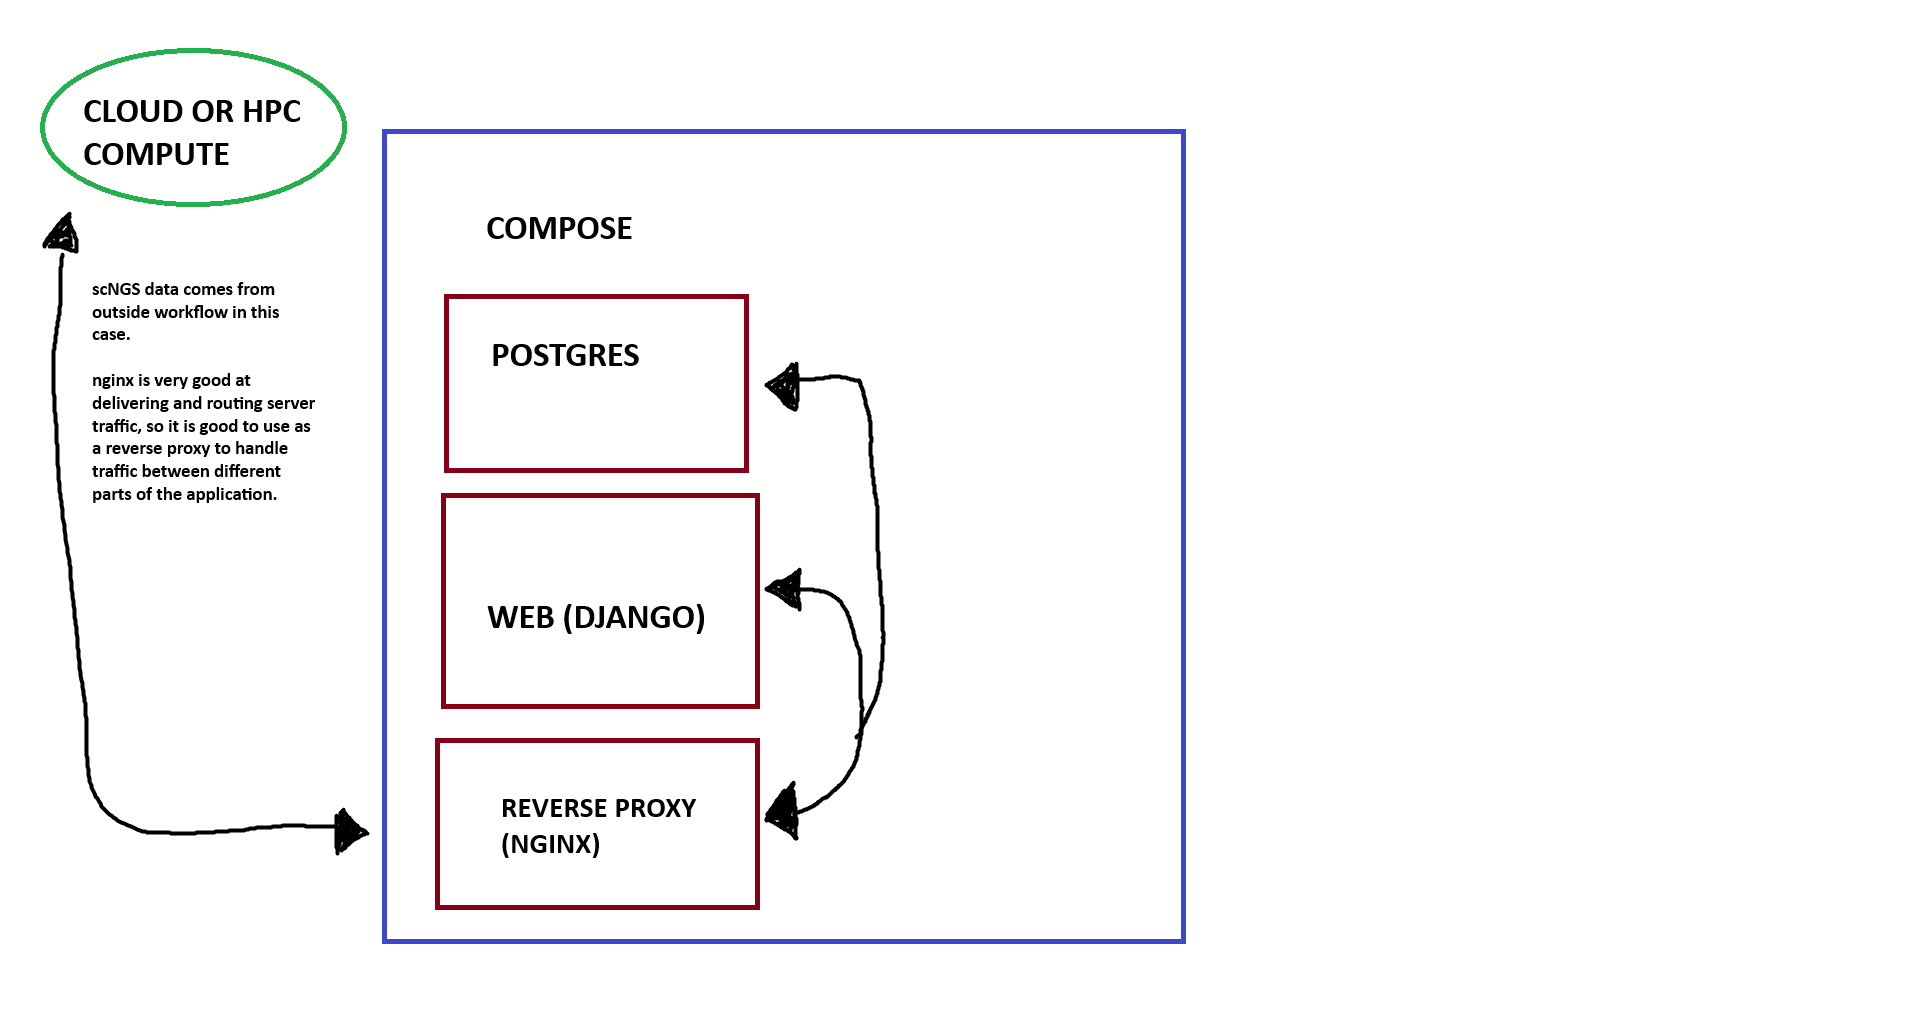 CLOUD OR HPC
COMPUTE
scNGS data comes from
outside workflow in this
case.
nginx is very good at
delivering and routing server
traffic, so it is good to use as
a reverse proxy to handle
traffic between different
parts of the application.
COMPOSE
POSTGRES
WEB (DJANGO)
REVERSE PROXY
(NGINX)